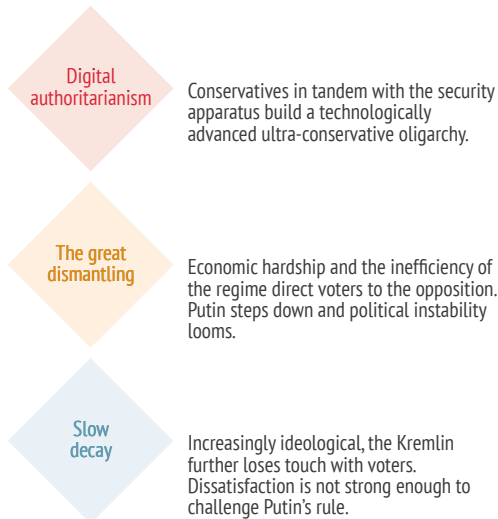 Digital
authoritarianism
Conservatives in tandem with the security
apparatus build a technologically
advanced ultra-conservative oligarchy.
The great
dismantling
Economic hardship and the inefficiency of
the regime direct voters to the opposition.
Putin steps down and political instability
looms.
Slow
decay
Increasingly ideological, the Kremlin
further loses touch with voters.
Dissatisfaction is not strong enough to
challenge Putin’s rule.